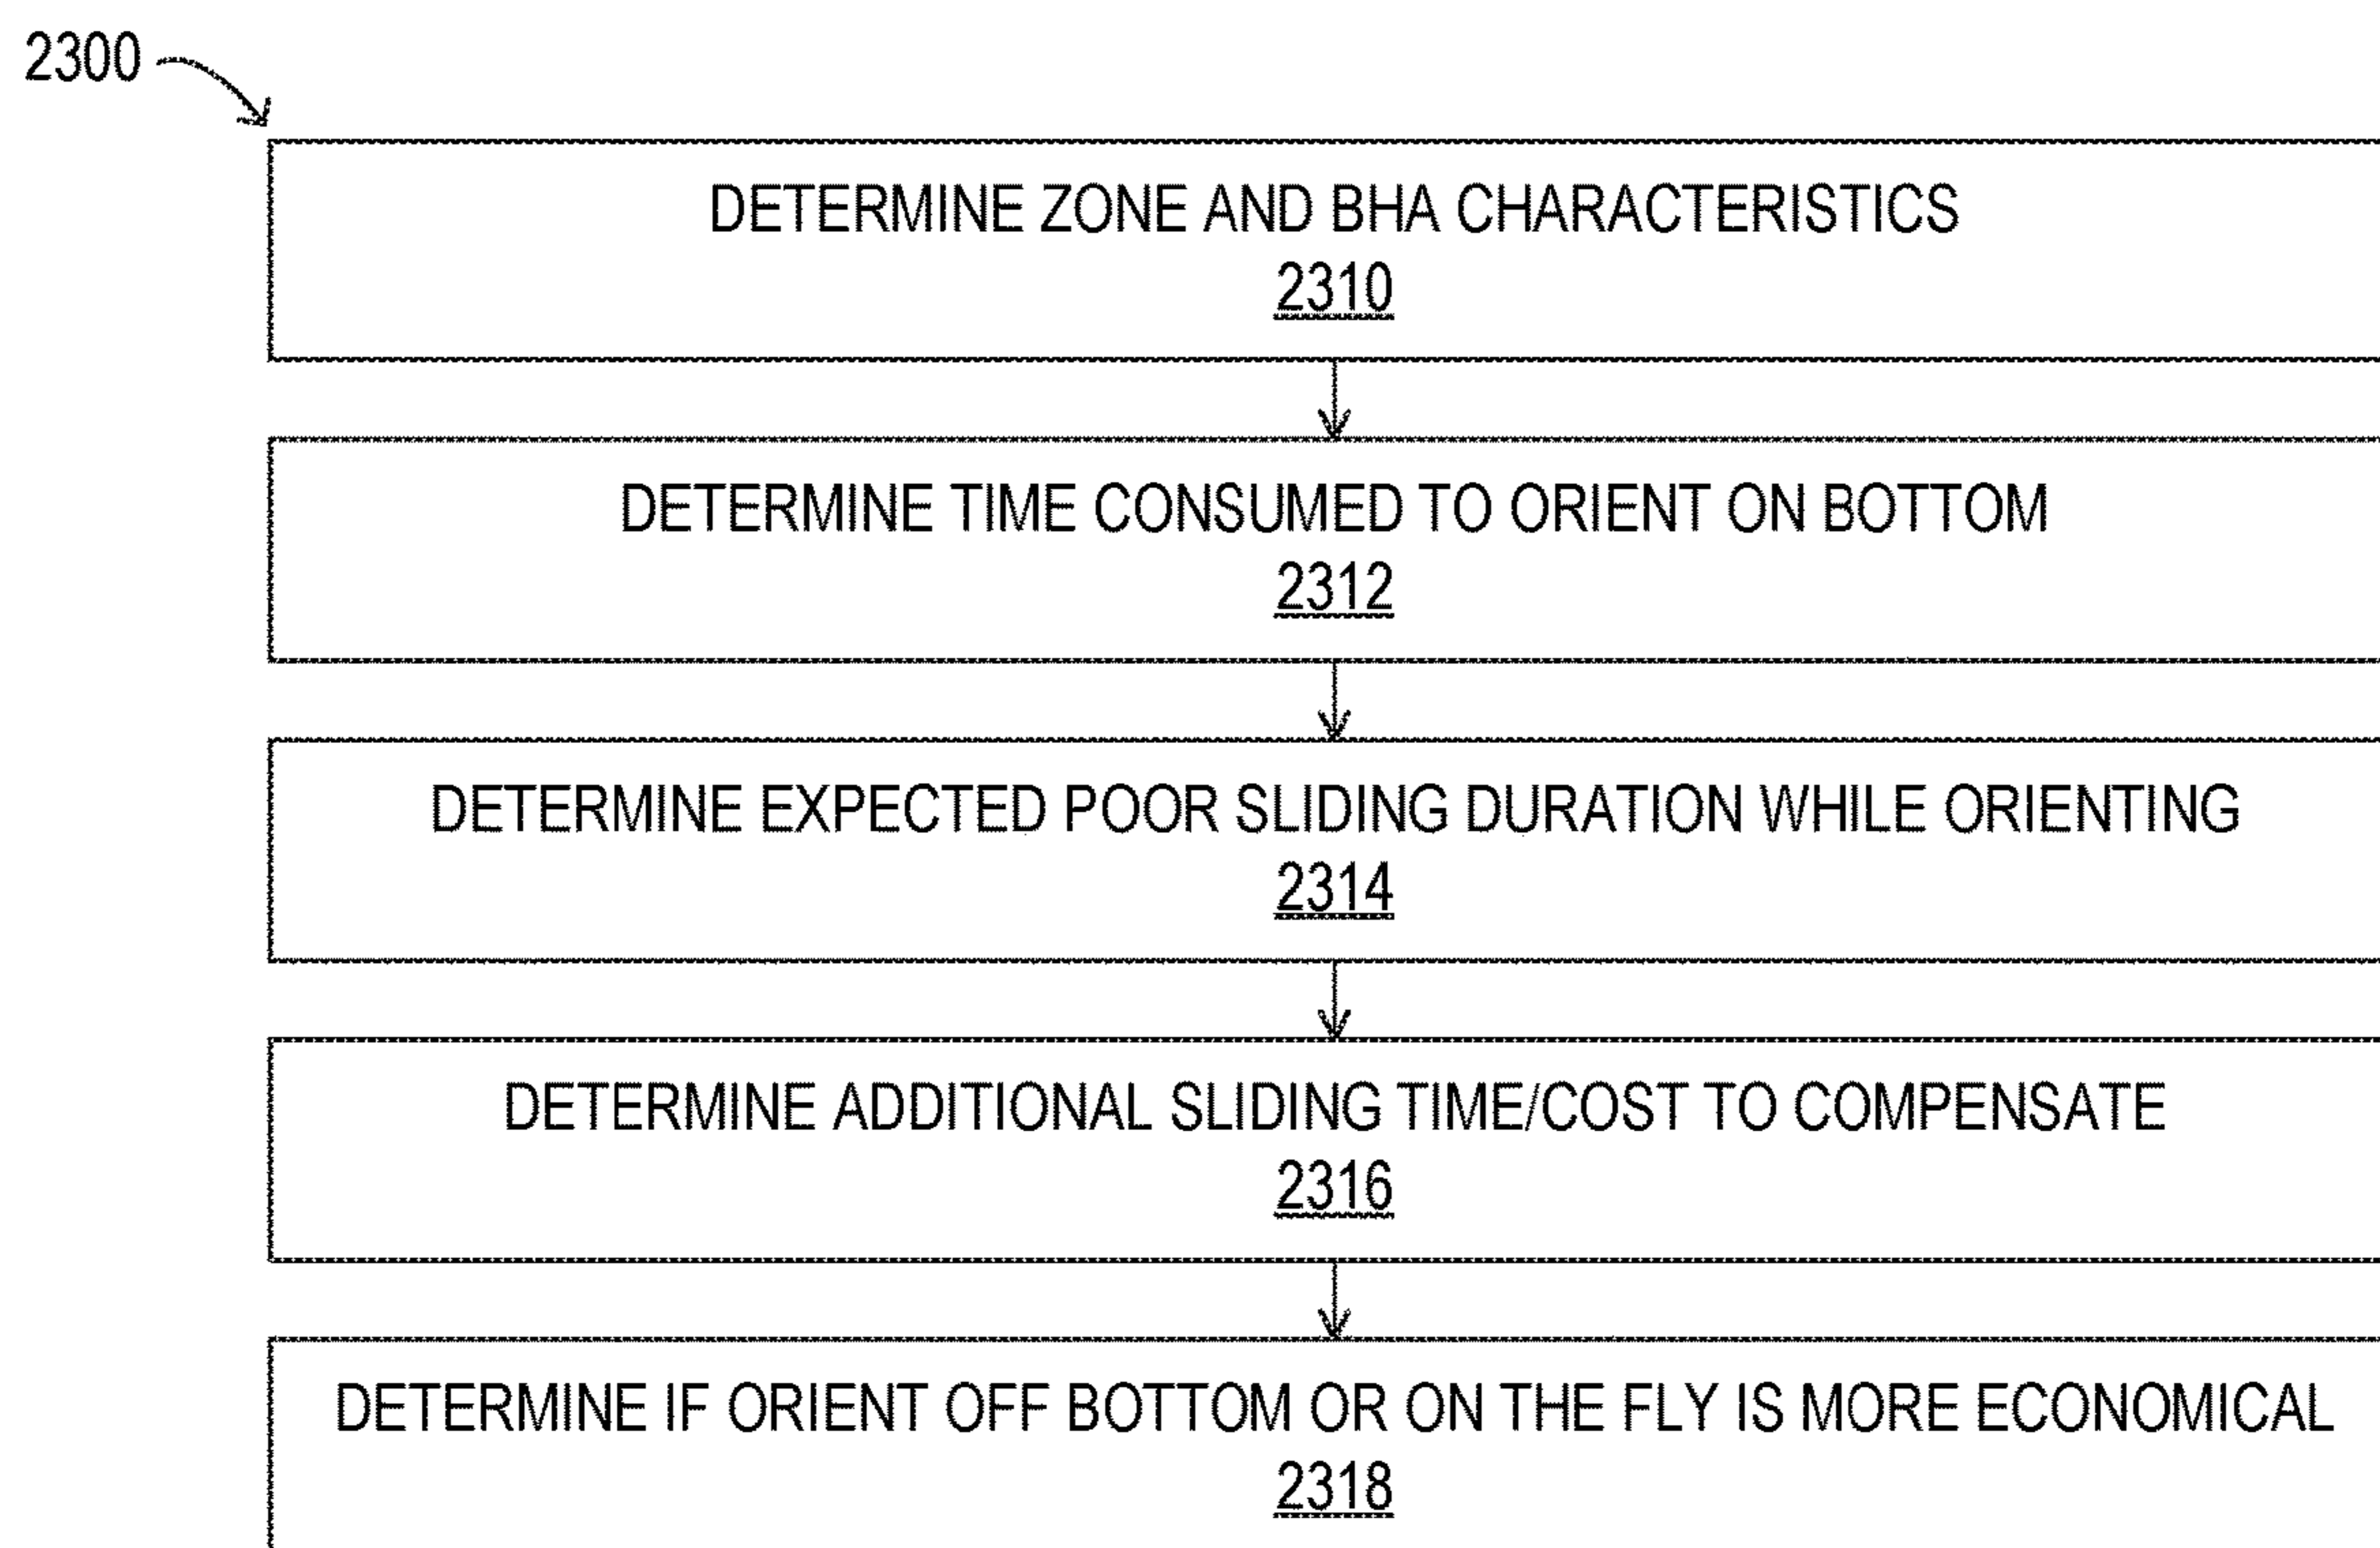 2300
DETERMINE ZONE AND BHA CHARACTERISTICS
2310
DETERMINE TIME CONSUMED TO ORIENT ON BOTTOM
2312
DETERMINE EXPECTED POOR SLIDING DURATION WHILE ORIENTING
2314
DETERMINE ADDITIONAL SLIDING TIME/COST TO COMPENSATE
2316
DETERMINE IF ORIENT OFF BOTTOM OR ON THE FLY IS MORE ECONOMICAL
2318